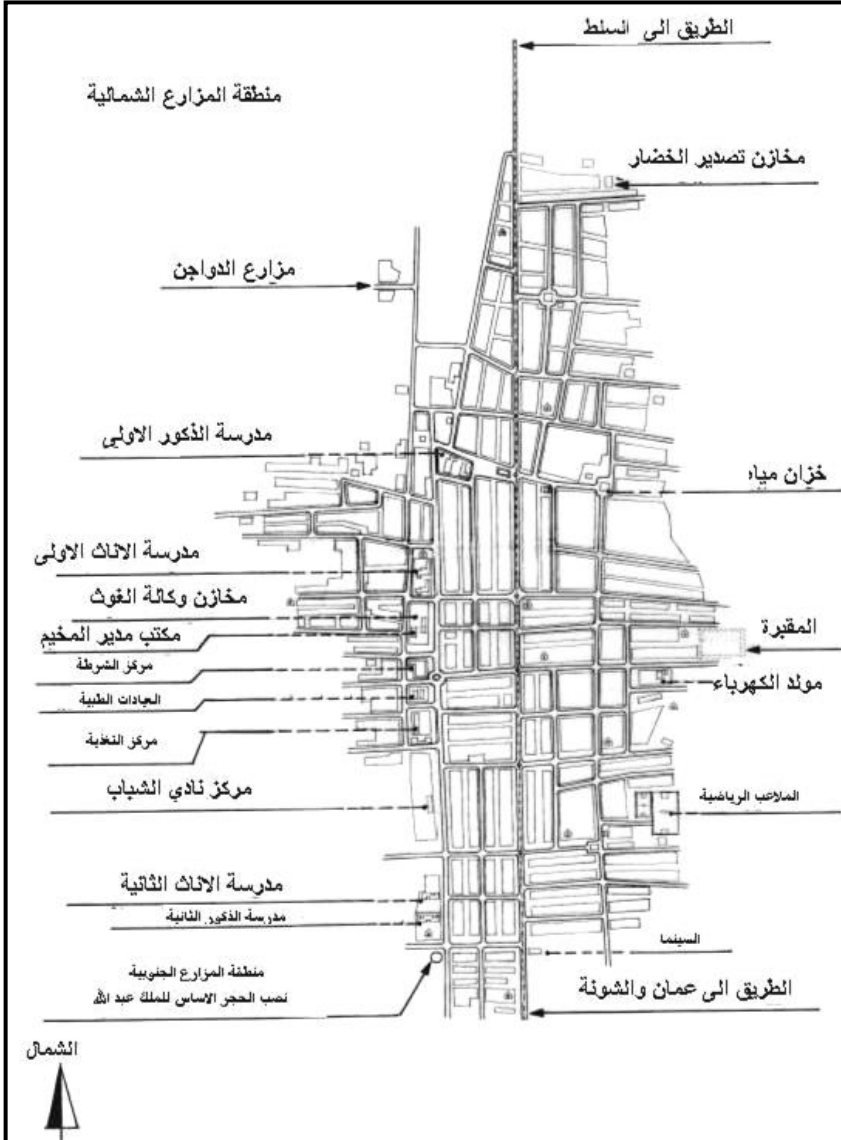 الطريق الى السلط
منطقة المزارع الشمالية
مخازن تصدير الخضار
مزارع الدواجن
مدرسة الذكور الاولى
خزان مياه
مدرسة الاناث الاولى
مخازن وكالة الغوث
المقبرة
مكتب مدير المخيم
مركز الشرطة
مولد الكهرباء
العيادات الطبية
مركز التغذية
مركز نادي الشباب
الملاعب الرياضية
مدرسة الاناث الثانية
مدرسة الذكور الثانية
السينما
منطقة المزارع الجنوبية
نصب الحجر الاساس للملك عبد الله
الطريق الى عمان والشونة
الشمال